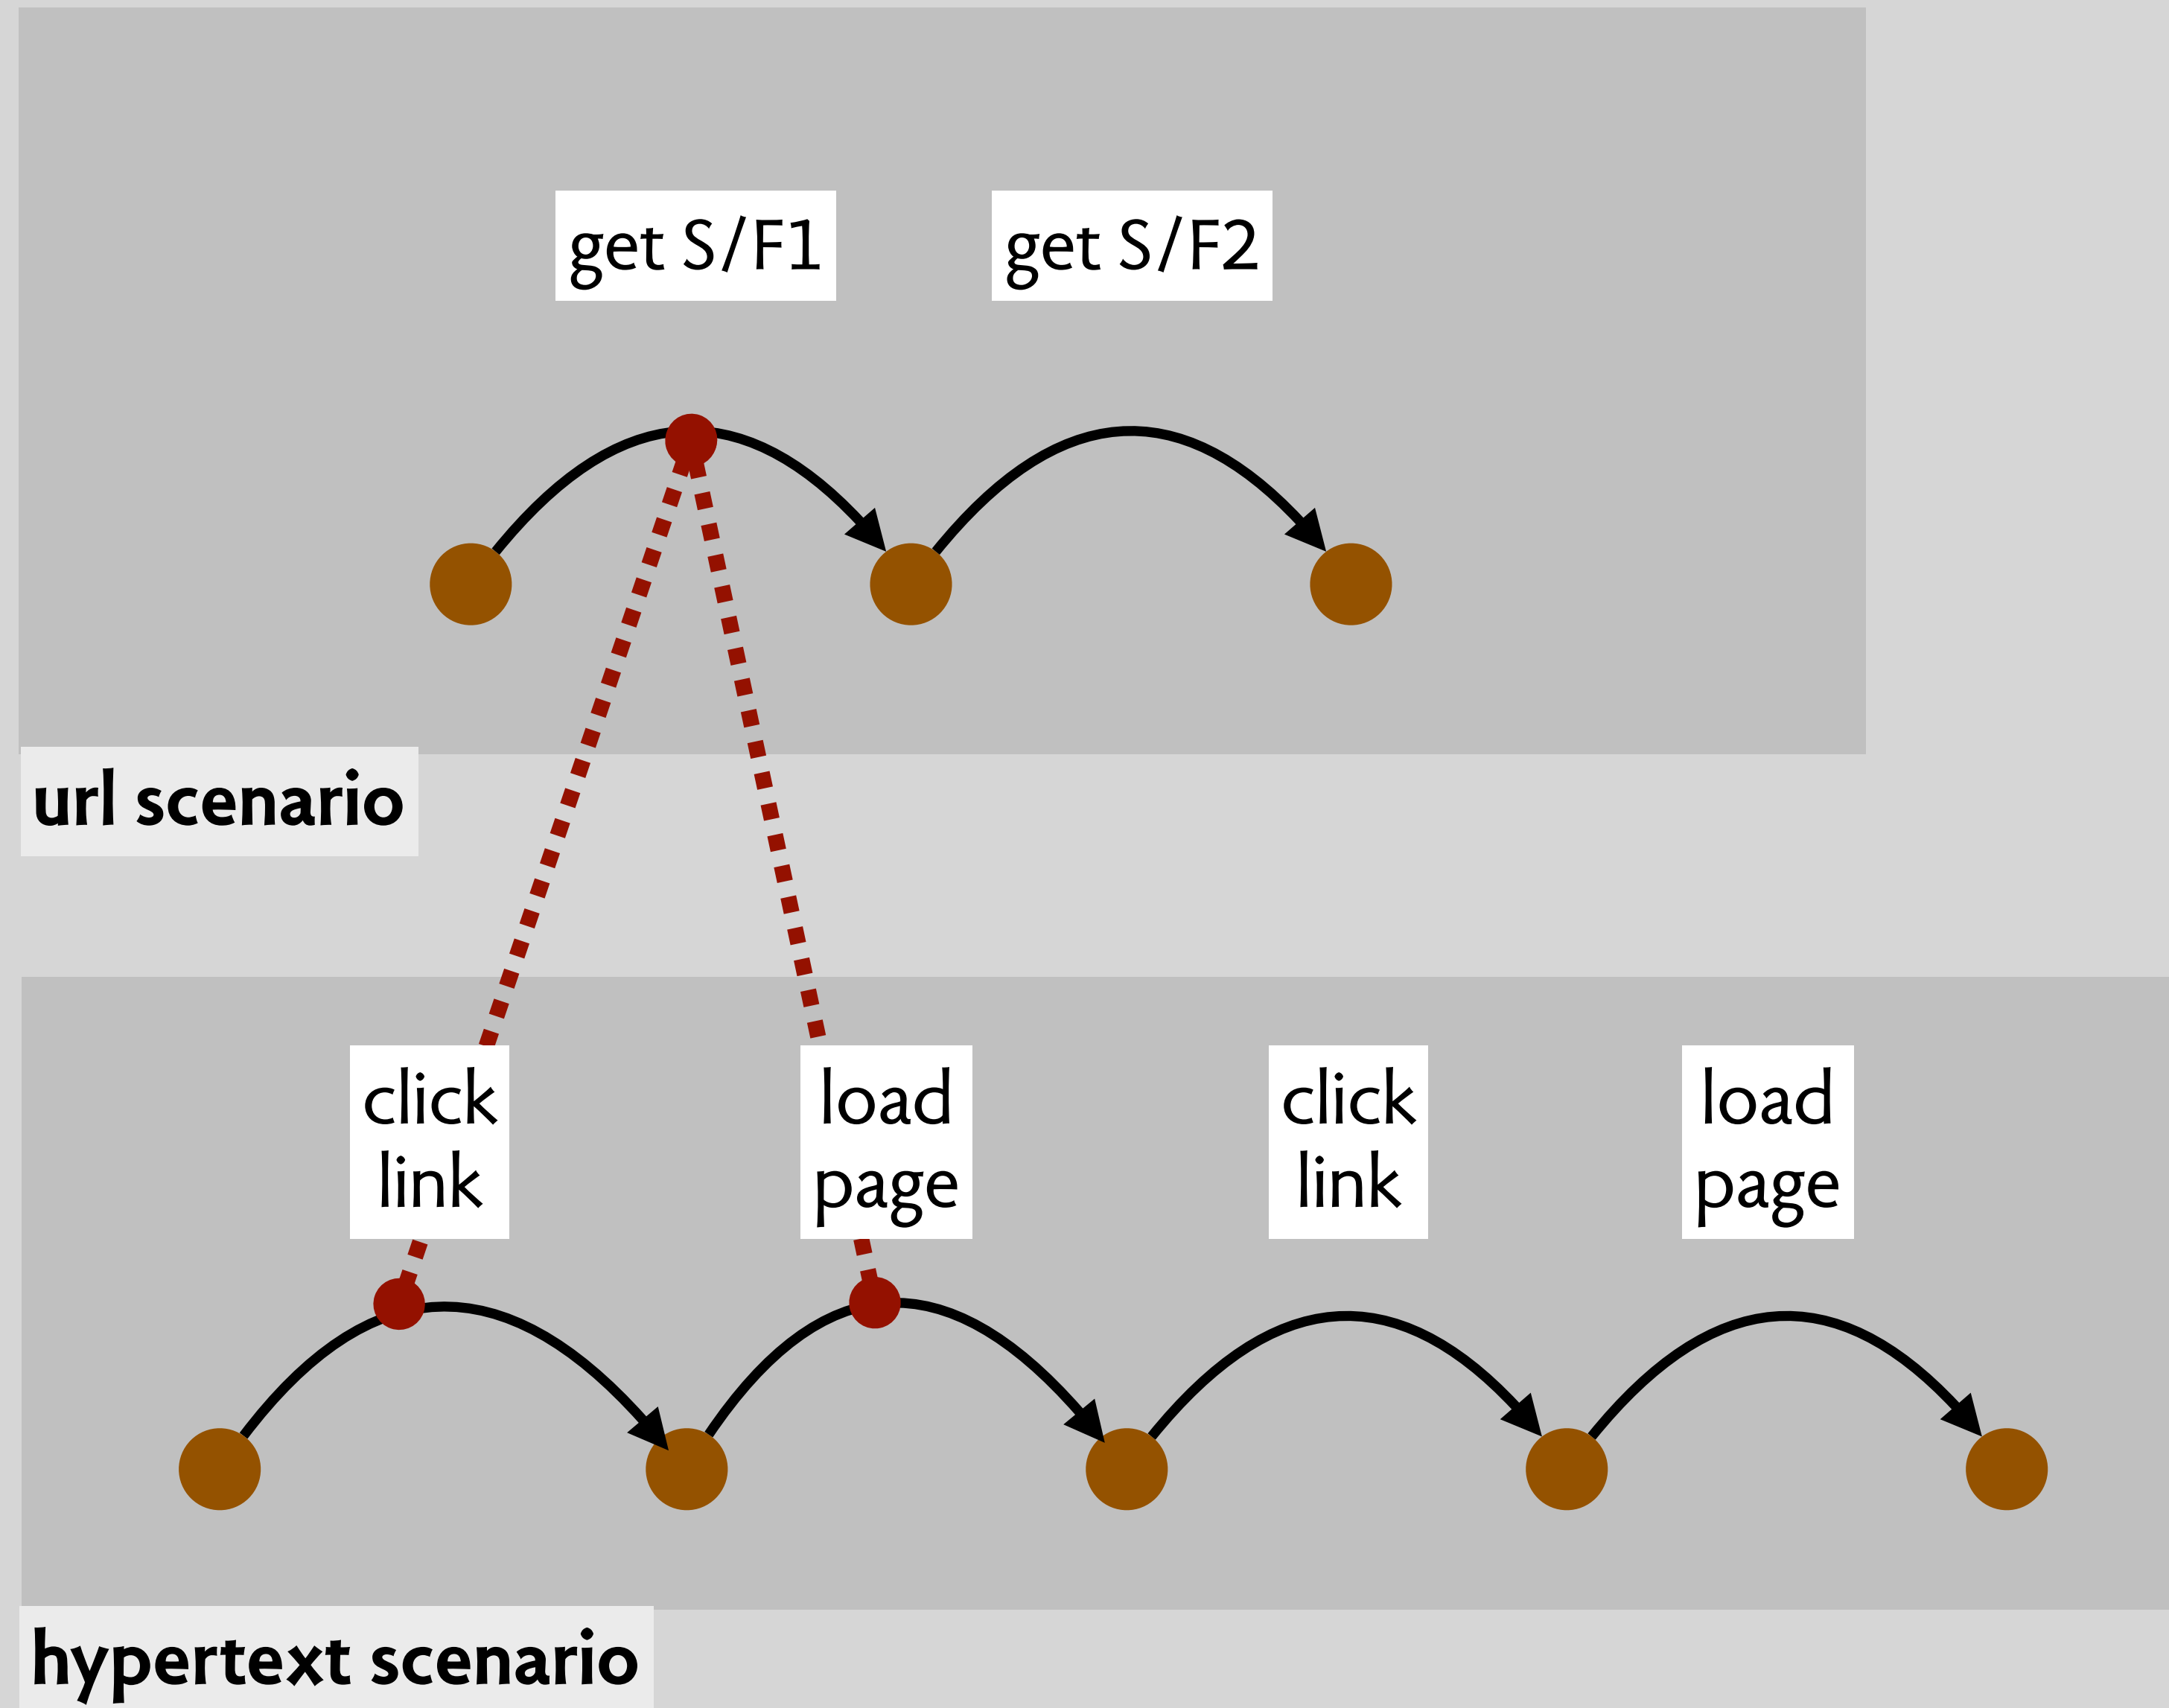 get S/F1
get S/F2
url scenario
click
link
load
page
click
link
load
page
hypertext scenario